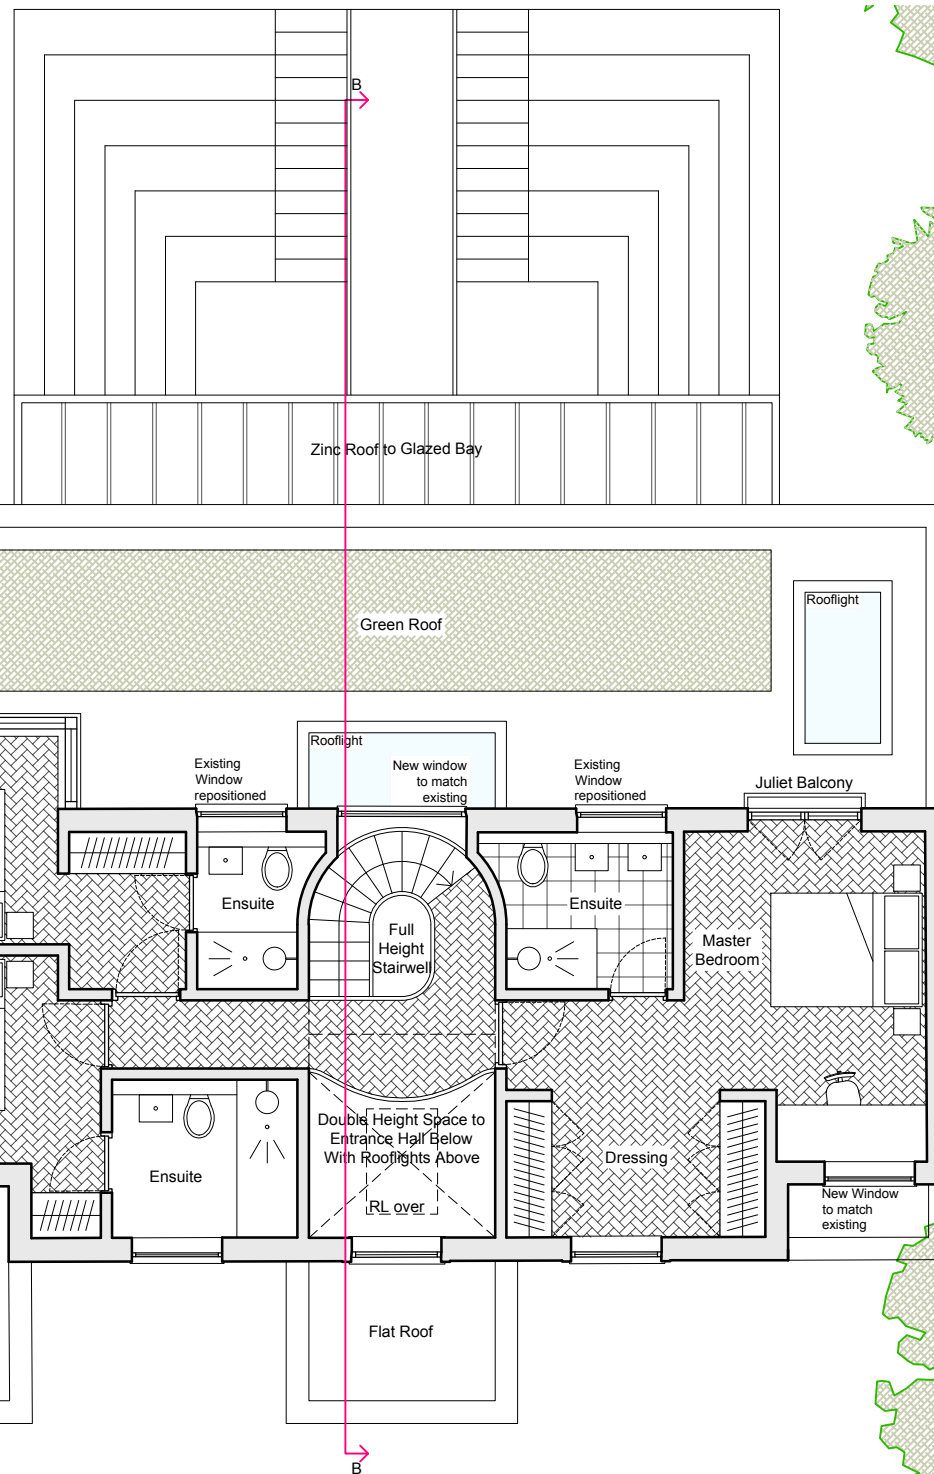 B
Zinc Roof to Glazed Bay
Green Roof
Rooflight
Rooflight
Existing
Window
repositioned
New window
to match
existing
Existing
Window
repositioned
Juliet Balcony
Ensuite
Full
Height
Stairwell
Ensuite
Master
Bedroom
Double Height Space to
Entrance Hall Below
With Rooflights Above
RL over
Ensuite
Dressing
New Window
to match
existing
Flat Roof
B